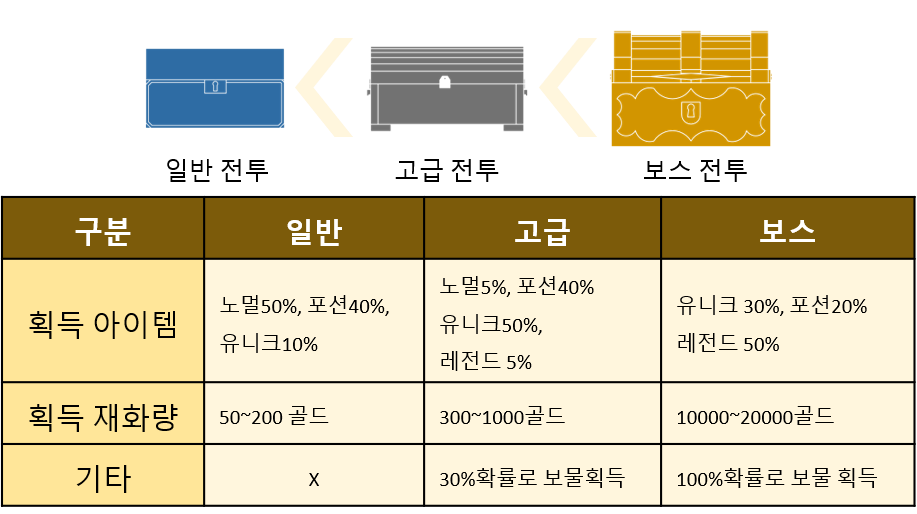 일반 전투
고급 전투
보스 전투
구분
일반
고급
보스
획득 아이템
노멀50%, 포션40%,
유니크10%
노멀5%, 포션40%
유니크50%,
레전드 5%
유니크 30%, 포션20%
레전드 50%
획득 재화량
50~200 골드
300~1000골드
10000~20000골드
기타
X
30%확률로 보물획득
100%확률로 보물 획득